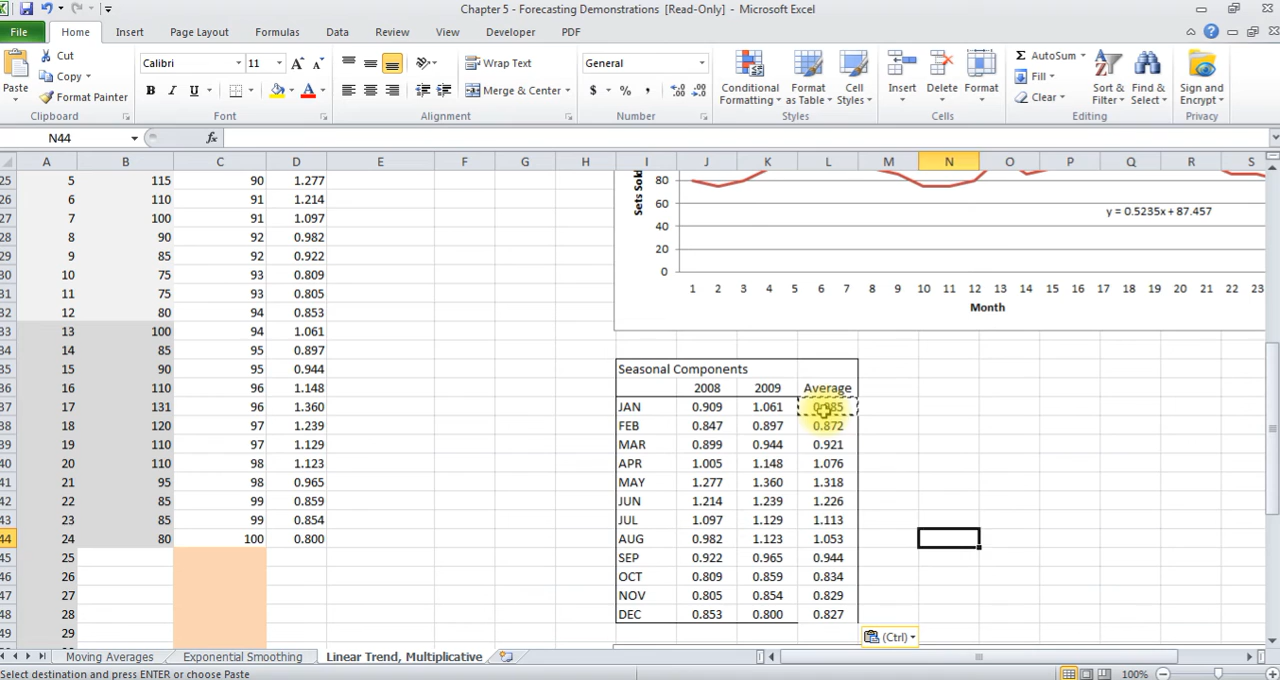 Chapter 5 - Forecasting Demonstrations [Read-Only] - Microsoft Excel
File Home Insert Page Layout Formulas Data Review View Developer PDF
Cut
Copy
Format Painter
Paste
Calibri 11
Wrap Text
Merge & Center
General
Conditional Formatting
Format as Table
Cell Styles
Insert Delete Format
AutoSum
Fill
Clear
Sort & Filter
Find & Select
Sign and Encrypt
Clipboard Font Alignment Number Styles Cells Editing Privacy
N44 fx
A B C D E F G H I J K L M N O P Q R S
25 5 115 90 1.277
26 6 110 91 1.214
27 7 100 91 1.097
28 8 90 92 0.982
29 9 85 92 0.922
30 10 75 93 0.809
31 11 75 93 0.805
32 12 80 94 0.853
33 13 100 94 1.061
34 14 85 95 0.897
35 15 90 95 0.944
36 16 110 96 1.148
37 17 131 96 1.360
38 18 120 97 1.239
39 19 110 97 1.129
40 20 110 98 1.123
41 21 95 98 0.965
42 22 85 99 0.859
43 23 85 99 0.854
44 24 80 100 0.800
45 25
46 26
47 27
48 28
49 29
Sets Sold
80
60
40
20
0
y = 0.5235x + 87.457
1 2 3 4 5 6 7 8 9 10 11 12 13 14 15 16 17 18 19 20 21 22 23
Month
Seasonal Components
2008 2009 Average
JAN 0.909 1.061 0.985
FEB 0.847 0.897 0.872
MAR 0.899 0.944 0.921
APR 1.005 1.148 1.076
MAY 1.277 1.360 1.318
JUN 1.214 1.239 1.226
JUL 1.097 1.129 1.113
AUG 0.982 1.123 1.053
SEP 0.922 0.965 0.944
OCT 0.809 0.859 0.834
NOV 0.805 0.854 0.829
DEC 0.853 0.800 0.827
(Ctrl)
Moving Averages Exponential Smoothing Linear Trend, Multiplicative
Select destination and press ENTER or choose Paste
100%